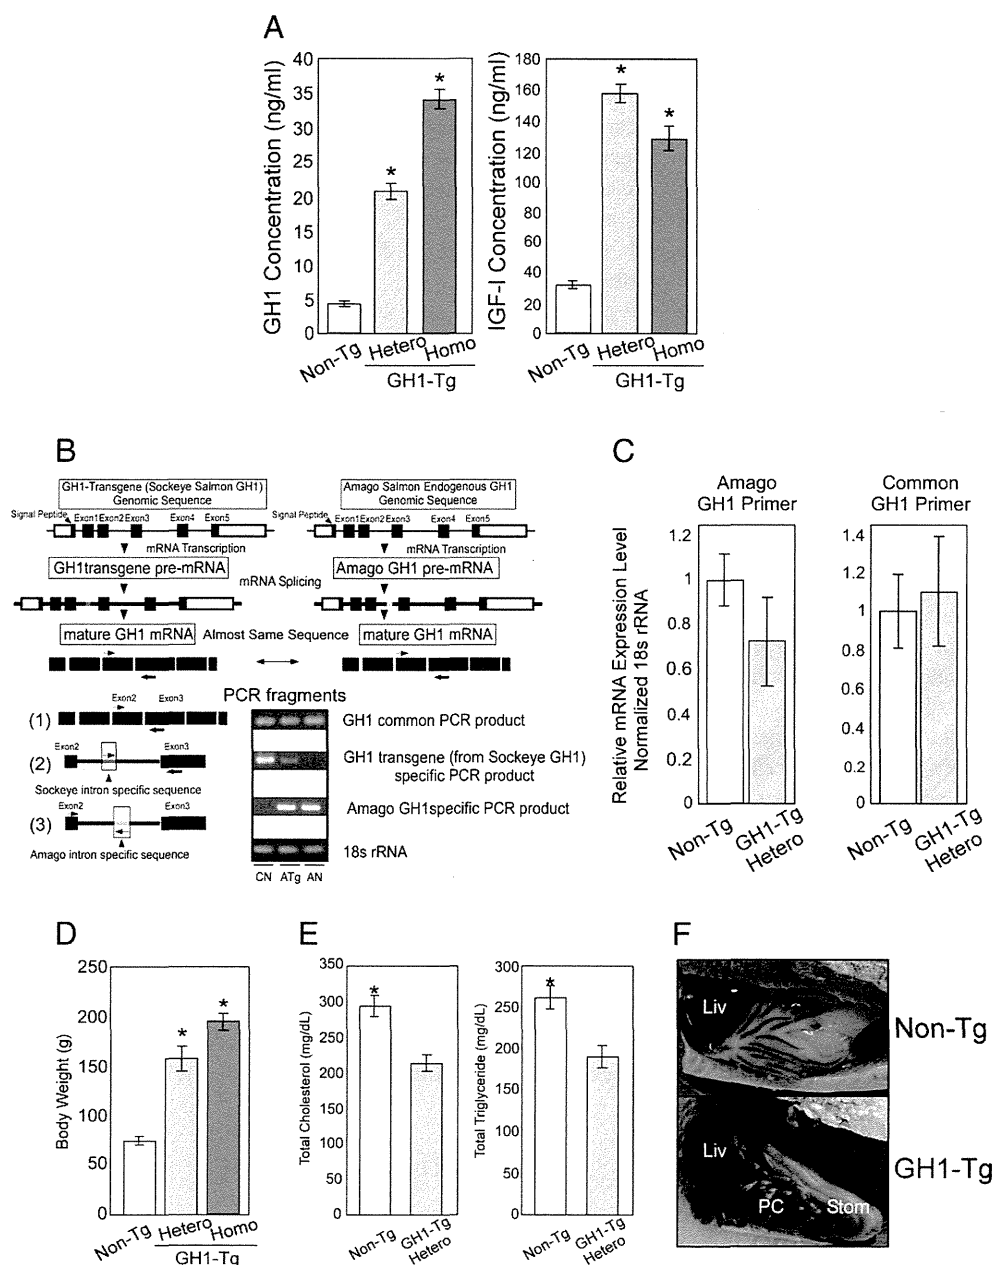 A
GH1 Concentration (ng/ml)
40
35
30
25
20
15
10
5
0
*
*
Non-Tg
Hetero
Homo
GH1-Tg
IGF-I Concentration (ng/ml)
180
160
140
120
100
80
60
40
20
0
*
*
Non-Tg
Hetero
Homo
GH1-Tg
B
GH1-Transgene (Sockeye Salmon GH1)
Genomic Sequence
Amago Salmon Endogenous GH1
Genomic Sequence
Signal Peptide
Exon1 Exon2 Exon3 Exon4 Exon5
Signal Peptide
Exon1 Exon2 Exon3 Exon4 Exon5
mRNA Transcription
mRNA Transcription
GH1transgene pre-mRNA
Amago GH1 pre-mRNA
mRNA Splicing
mature GH1 mRNA
Almost Same Sequence
mature GH1 mRNA
PCR fragments
(1)
Exon2
Exon3
GH1 common PCR product
(2)
Exon2
Exon3
Sockeye intron specific sequence
GH1 transgene (from Sockeye GH1)
specific PCR product
(3)
Exon2
Exon3
Amago intron specific sequence
Amago GH1specific PCR product
18s rRNA
CN ATg AN
C
Relative mRNA Expression Level
Normalized 18s rRNA
Amago
GH1 Primer
1.2
1
0.8
0.6
0.4
0.2
0
Non-Tg
GH1-Tg
Hetero
Common
GH1 Primer
1.4
1.2
1
0.8
0.6
0.4
0.2
0
Non-Tg
GH1-Tg
Hetero
D
Body Weight (g)
250
200
150
100
50
0
*
*
Non-Tg
Hetero
Homo
GH1-Tg
E
Total Cholesterol (mg/dL)
350
300
250
200
150
100
50
0
*
Non-Tg
GH1-Tg
Hetero
Total Triglyceride (mg/dL)
300
250
200
150
100
50
0
*
Non-Tg
GH1-Tg
Hetero
F
Liv
Non-Tg
Liv
PC
Stom
GH1-Tg